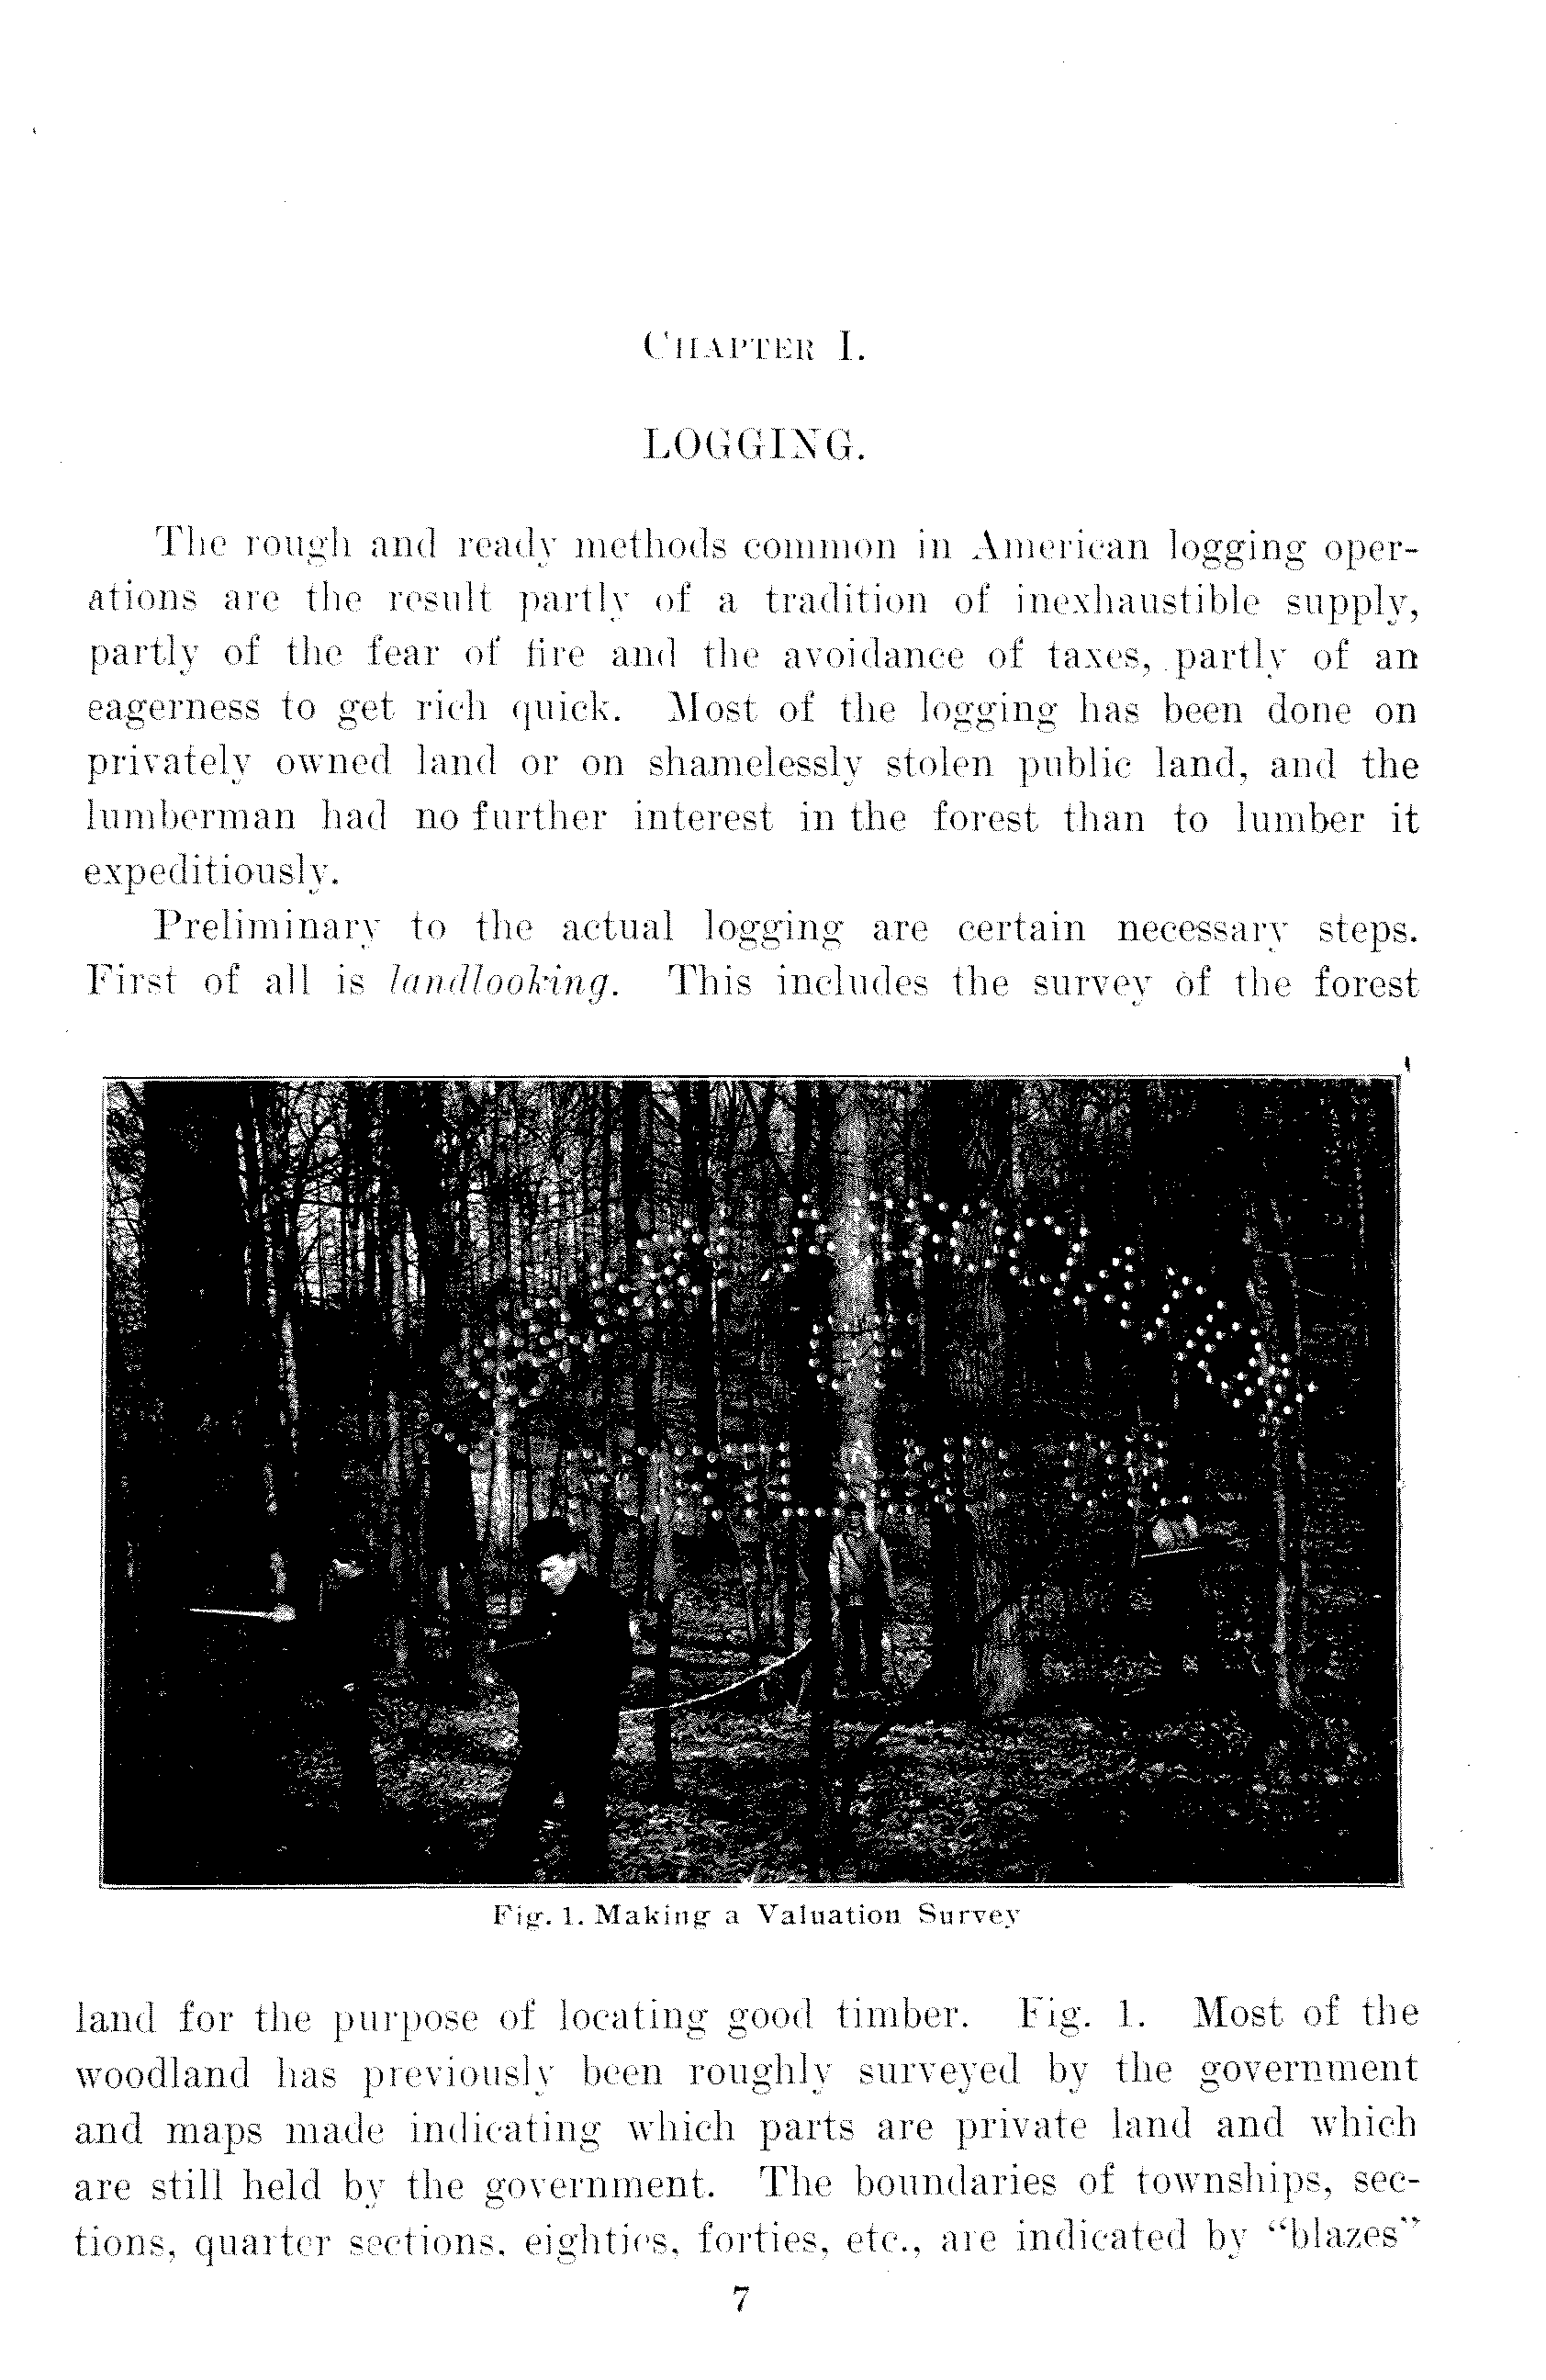 CHAPTER I.
LOGGING.
The rough and ready methods common in American logging oper-
ations are the result partly of a tradition of inexhaustible supply,
partly of the fear of fire and the avoidance of taxes, partly of an
eagerness to get rich quick. Most of the logging has been done on
privately owned land or on shamelessly stolen public land, and the
lumberman had no further interest in the forest than to lumber it
expeditiously.
Preliminary to the actual logging are certain necessary steps.
First of all is landlooking. This includes the survey of the forest
Fig. 1. Making a Valuation Survey
land for the purpose of locating good timber. Fig. 1. Most of the
woodland has previously been roughly surveyed by the government
and maps made indicating which parts are private land and which
are still held by the government. The boundaries of townships, sec-
tions, quarter sections, eighties, forties, etc., are indicated by “blazes”
7